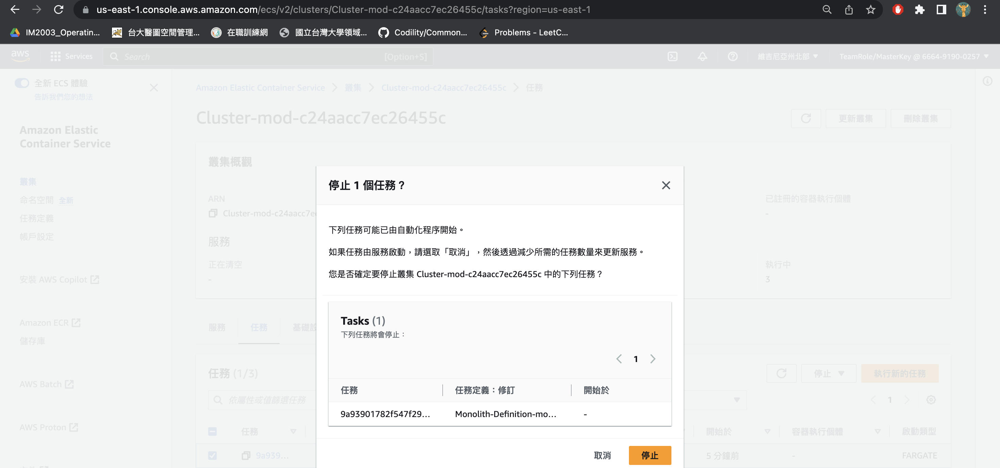 us-east-1.console.aws.amazon.com/ecs/v2/clusters/Cluster-mod-c24aacc7ec26455c/tasks?region=us-east-1
IM2003_Operatin... 台大醫圖空間管理... 在職訓練網 國立台灣大學領域... Codility/Common... Problems - LeetC...
aws Services Search [Option+S] 維吉尼亞州北部 TeamRole/MasterKey @ 6664-9190-0257
全新 ECS 體驗
告訴我們您的想法
Amazon Elastic Container Service 叢集 Cluster-mod-c24aacc7ec26455c 任務
Cluster-mod-c24aacc7ec26455c 更新叢集 刪除叢集
Amazon Elastic
Container Service
叢集
命名空間 全新
任務定義
帳戶設定
安裝 AWS Copilot
Amazon ECR
儲存庫
AWS Batch
AWS Proton
叢集概觀
ARN
Cluster-mod-c24aacc7e
已註冊的容器執行個體
-
服務
正在清空
-
執行中
3
服務 任務 基礎設
任務 (1/3) 停止 執行新的任務
依屬性或值篩選任務 1
任務 開始於 容器執行個體 啟動類型
9a939... 5 分鐘前 - FARGATE
停止 1 個任務？
下列任務可能已由自動化程序開始。
如果任務由服務啟動，請選取「取消」，然後透過減少所需的任務數量來更新服務。
您是否確定要停止叢集 Cluster-mod-c24aacc7ec26455c 中的下列任務？
Tasks (1)
下列任務將會停止：
1
任務 任務定義：修訂 開始於
9a93901782f547f29... Monolith-Definition-mo... -
取消 停止